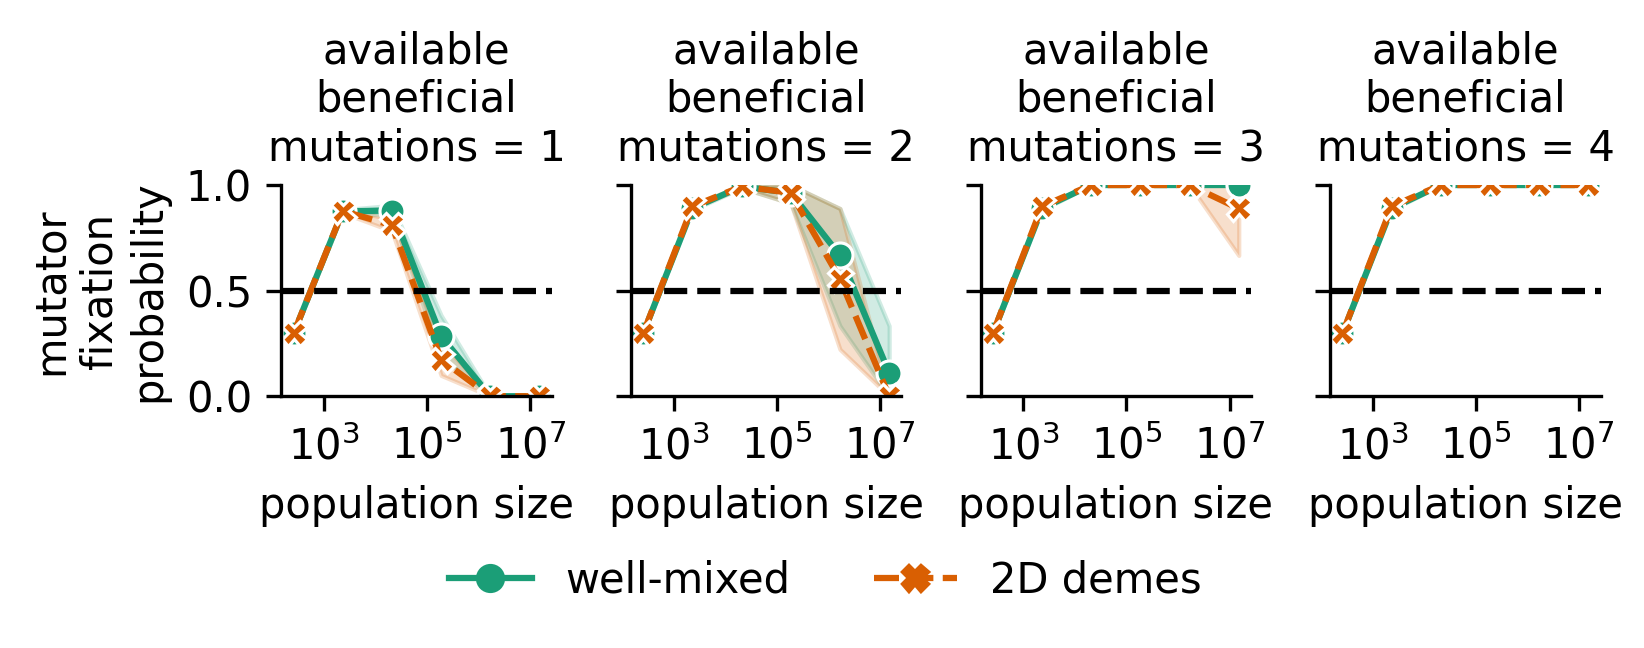 available
beneficial
mutations = 1
available
beneficial
mutations = 2
available
beneficial
mutations = 3
available
beneficial
mutations = 4
mutator
fixation
probability
1.0
0.5
0.0
10³ 10⁵ 10⁷
10³ 10⁵ 10⁷
10³ 10⁵ 10⁷
10³ 10⁵ 10⁷
population size
population size
population size
population size
well-mixed
2D demes